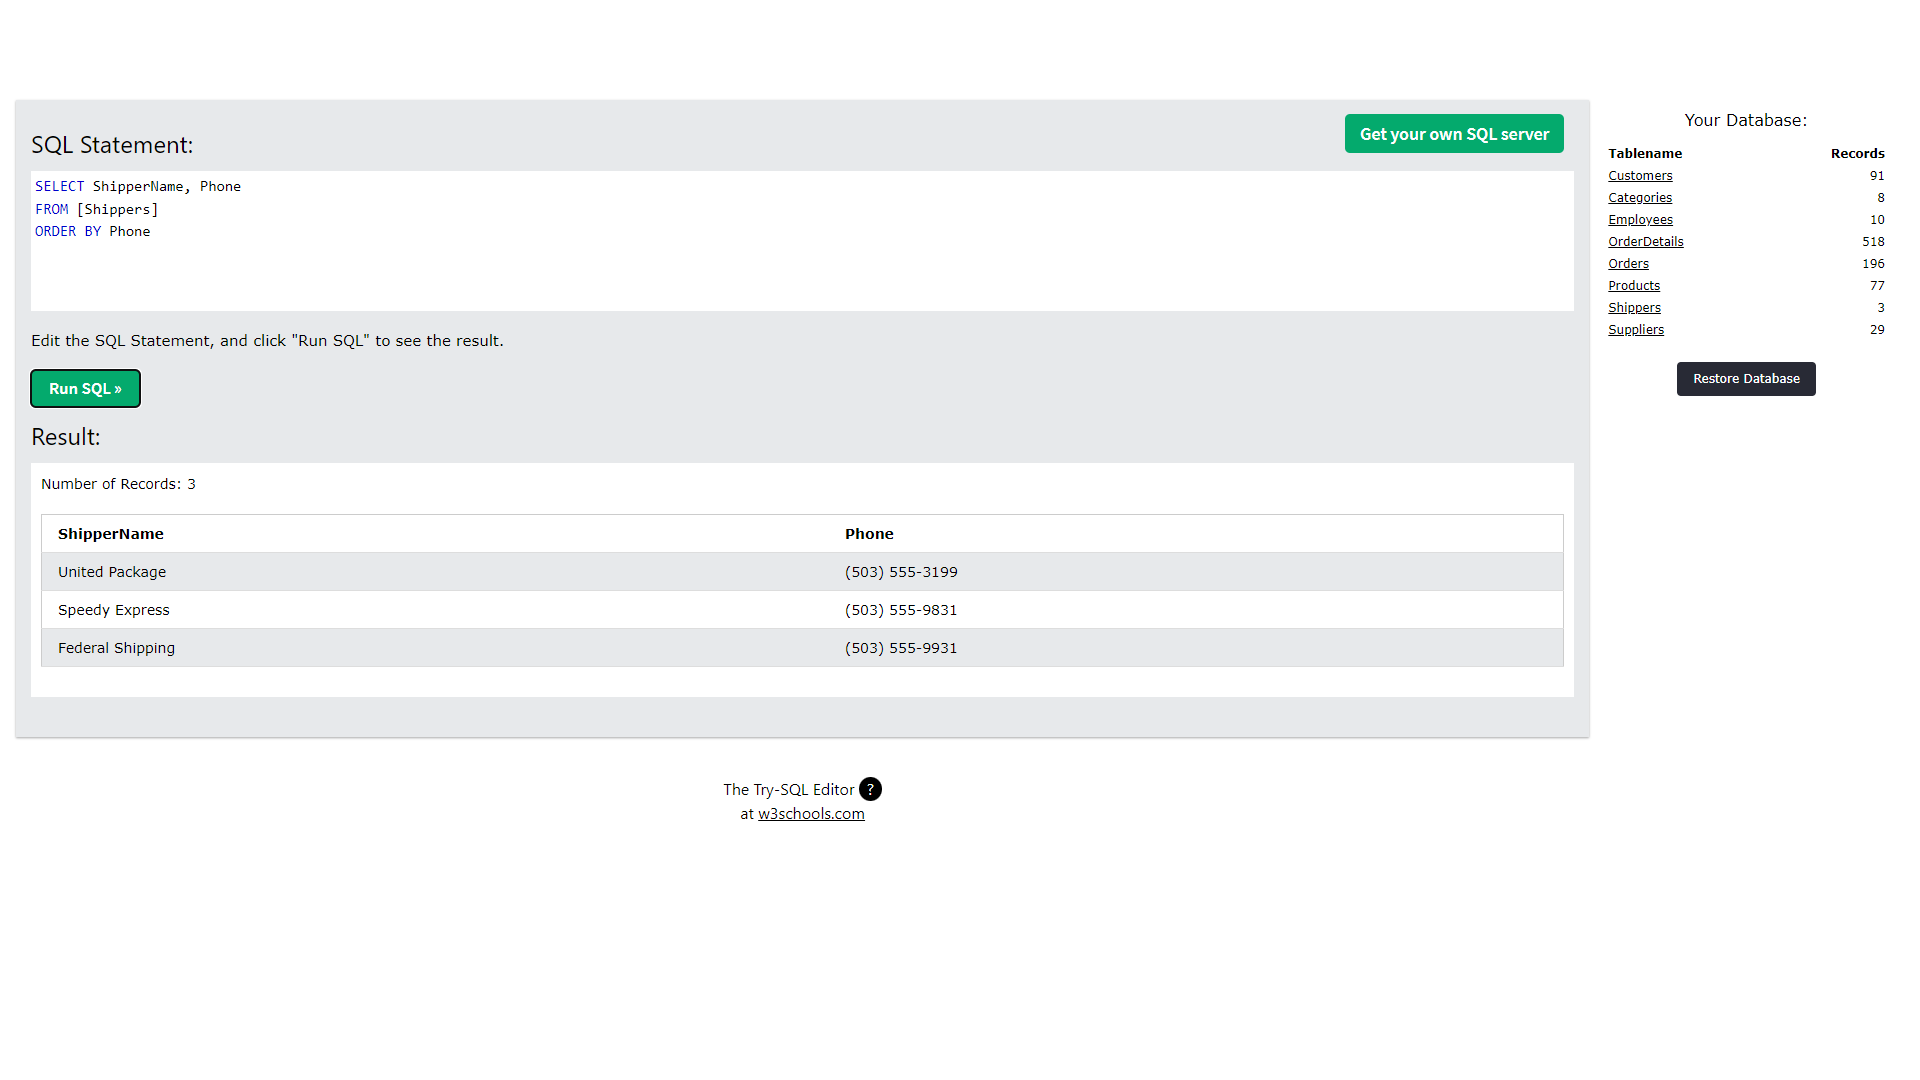 SQL Statement:
Get your own SQL server
SELECT ShipperName, Phone
FROM [Shippers]
ORDER BY Phone
Edit the SQL Statement, and click "Run SQL" to see the result.
Run SQL »
Result:
Number of Records: 3
ShipperName Phone
United Package (503) 555-3199
Speedy Express (503) 555-9831
Federal Shipping (503) 555-9931
Your Database:
Tablename Records
Customers 91
Categories 8
Employees 10
OrderDetails 518
Orders 196
Products 77
Shippers 3
Suppliers 29
Restore Database
The Try-SQL Editor ?
at w3schools.com